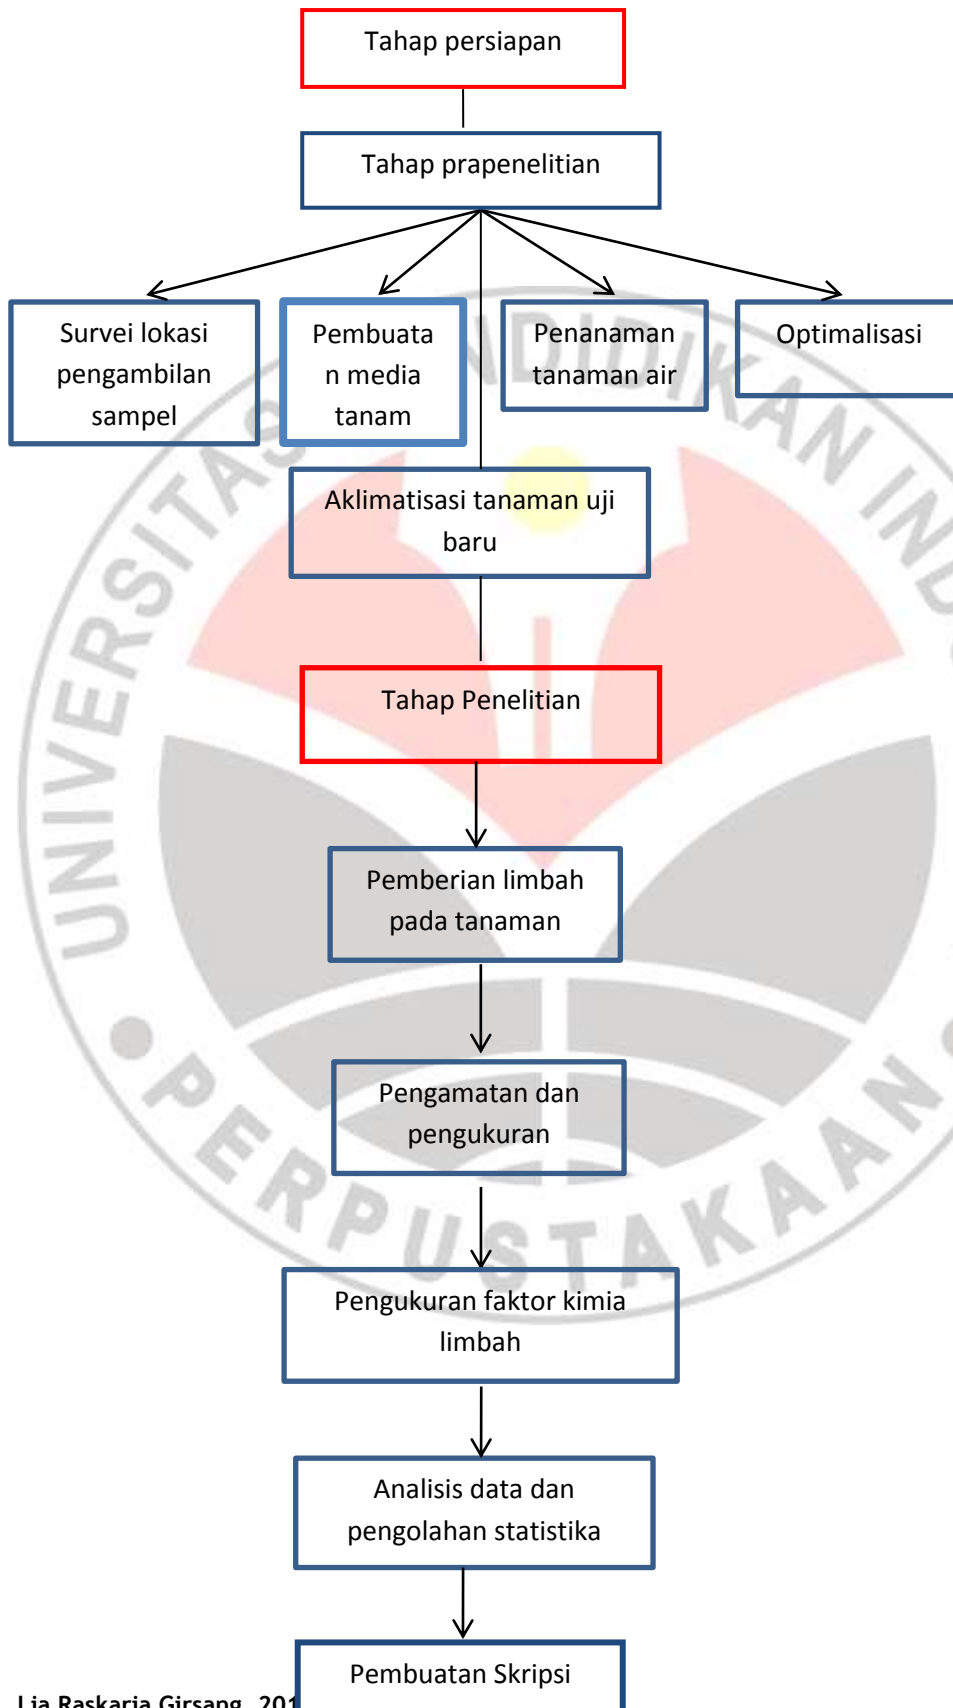 Tahap persiapan
Tahap prapenelitian
Survei lokasi
pengambilan
sampel
Pembuata
n media
tanam
Penanaman
tanaman air
Optimalisasi
Aklimatisasi tanaman uji
baru
Tahap Penelitian
Pemberian limbah
pada tanaman
Pengamatan dan
pengukuran
Pengukuran faktor kimia
limbah
Analisis data dan
pengolahan statistika
Pembuatan Skripsi
Lia Raskaria Girsang, 201
UNIVERSITAS
PERPUSTAKAAN